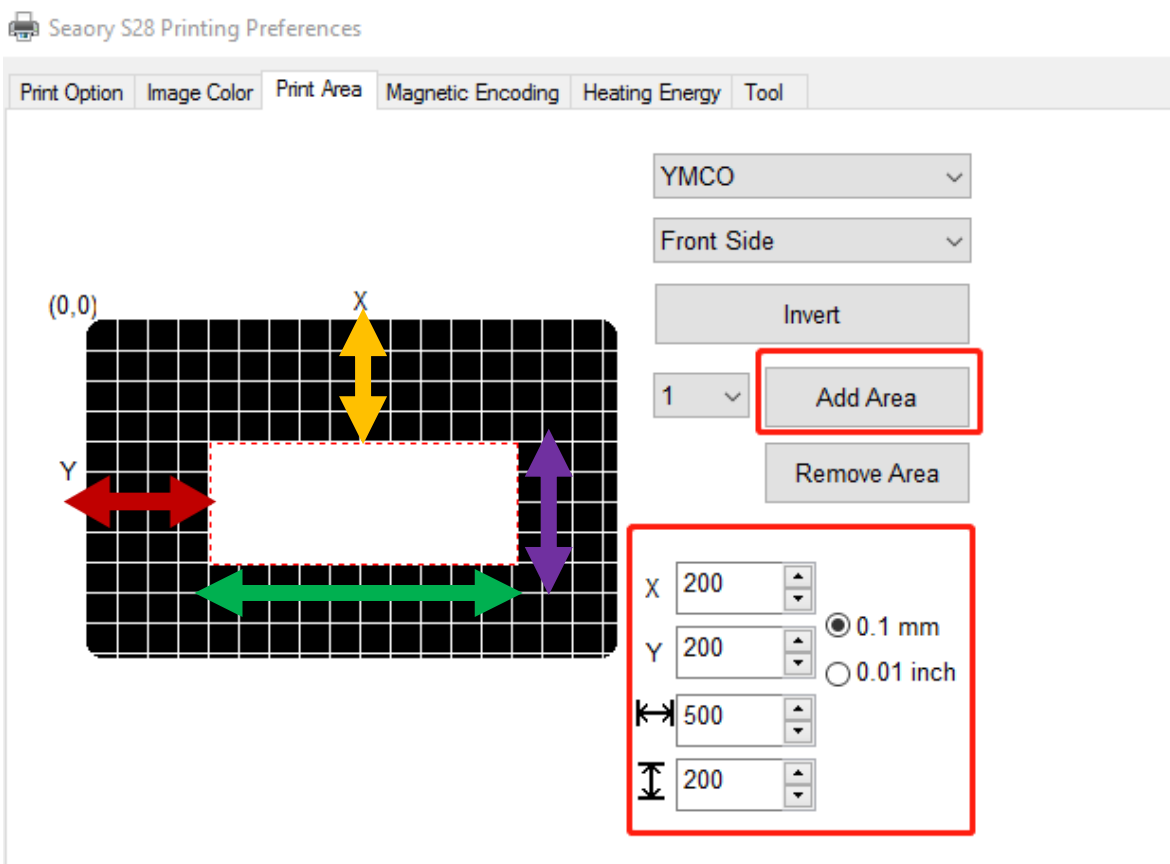 Seaory S28 Printing Preferences
Print Option Image Color Print Area Magnetic Encoding Heating Energy Tool
YMCO
Front Side
(0,0) X
Invert
1 Add Area
Y
Remove Area
X 200
0.1 mm
Y 200
0.01 inch
500
200